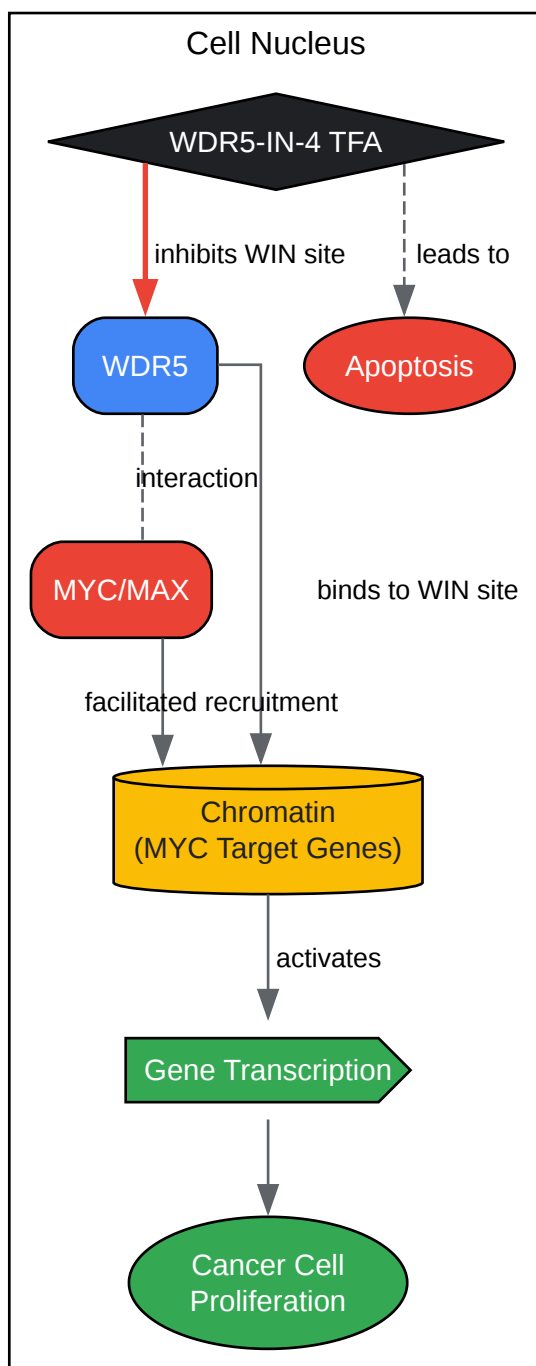 Cell Nucleus
WDR5-IN-4 TFA
inhibits WIN site
leads to
WDR5
Apoptosis
interaction
MYC/MAX
binds to WIN site
facilitated recruitment
Chromatin
(MYC Target Genes)
activates
Gene Transcription
Cancer Cell
Proliferation